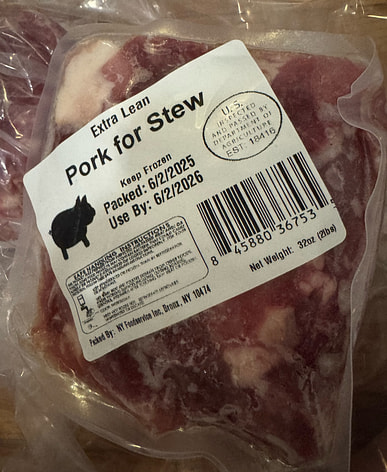 Extra Lean
Pork for Stew
Keep Frozen
Packed: 6/2/2025
Use By: 6/2/2026
U.S.
INSPECTED
AND PASSED BY
DEPARTMENT OF
AGRICULTURE
EST. 18416
SAFE HANDLING INSTRUCTIONS
8 45880 36753
Net Weight: 32oz (2lbs)
Packed By: NY Foodservice Inc, Bronx, NY 10474